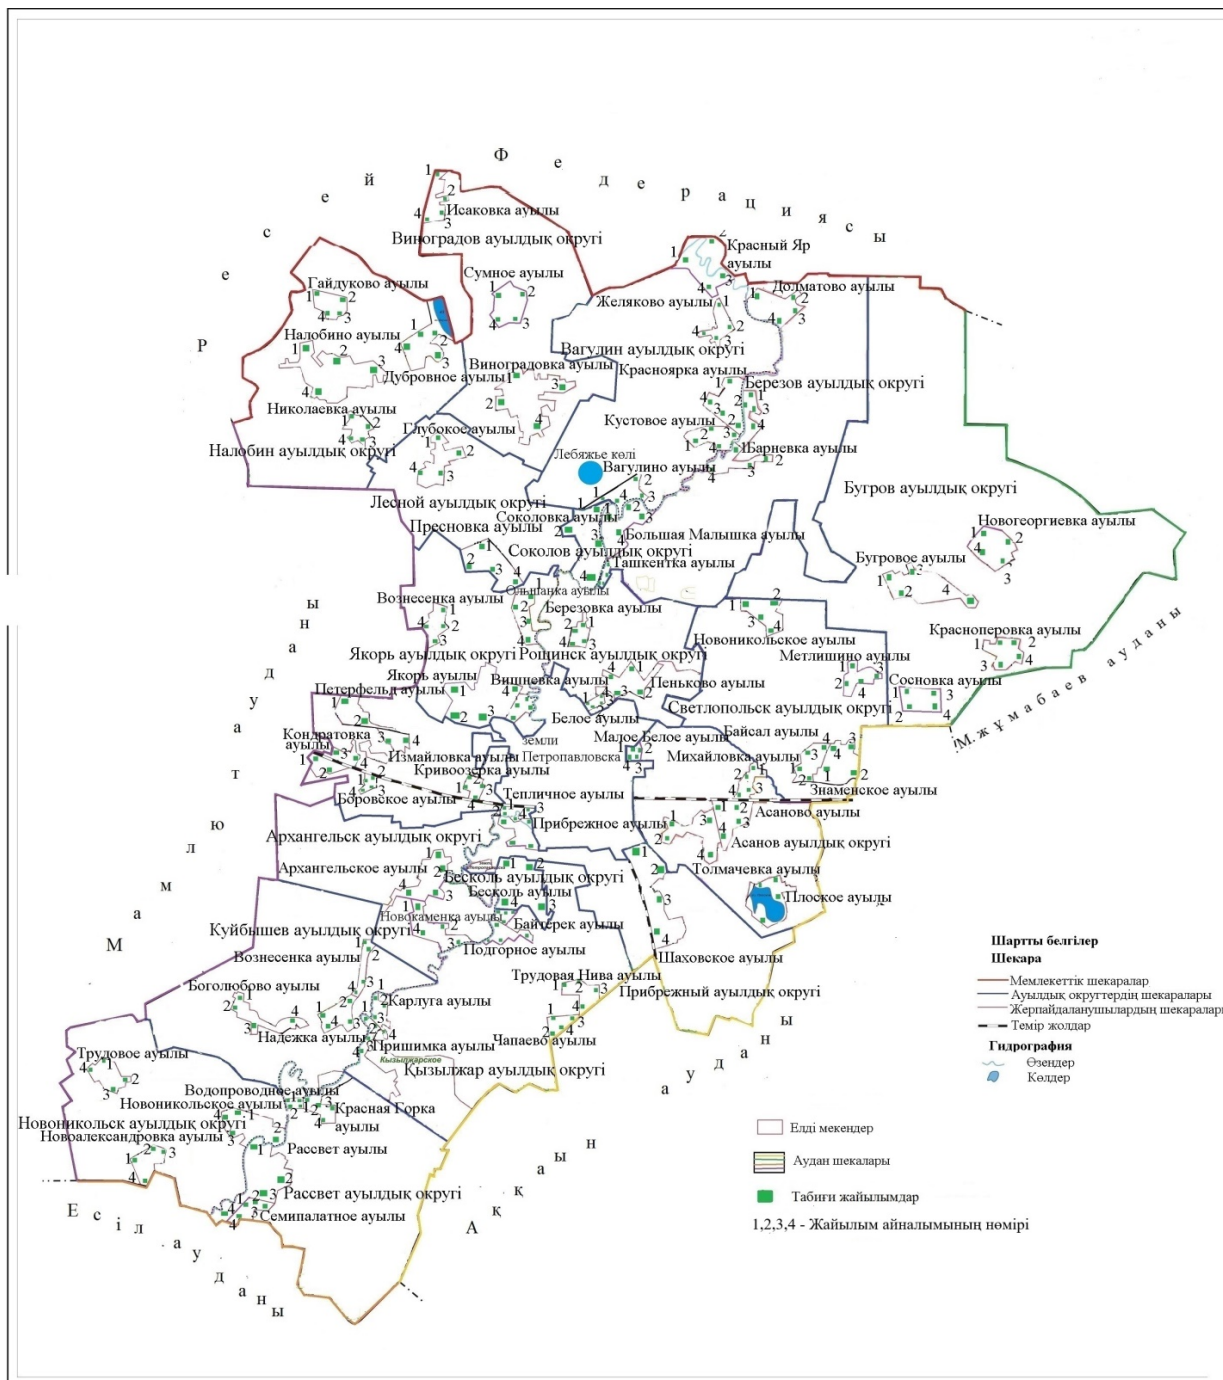 Ресей Федерациясы
Исаковка ауылы
Виноградов ауылдық округі
Красный Яр
ауылы
Гайдуково ауылы
Сумное ауылы
Желяково ауылы
Долматово ауылы
Налобино ауылы
Вагулин ауылдық округі
Дубровное ауылы
Виноградовка ауылы
Красноярка ауылы
Березов ауылдық округі
Николаевка ауылы
Глубокое ауылы
Кустовое ауылы
Налобин ауылдық округі
Шарневка ауылы
Лебяжье көлі
Вагулино ауылы
Бугров ауылдық округі
Лесной ауылдық округі
Соколовка ауылы
Новогеоргиевка ауылы
Пресновка ауылы
Большая Малышка ауылы
Соколов ауылдық округі
Бугровое ауылы
Ташкентка ауылы
Ольшанка ауылы
Вознесенка ауылы
Березовка ауылы
Новоникольское ауылы
Красноперовка ауылы
Якорь ауылдық округі
Рощинск ауылдық округі
Метлишино ауылы
Якорь ауылы
Вишневка ауылы
Пеньково ауылы
Сосновка ауылы
Петерфельд ауылы
Светлопольск ауылдық округі
Белое ауылы
Кондратовка
ауылы
земли
Петропавловска
Малое Белое ауылы
Байсал ауылы
М.жұмабаев ауданы
Измайловка ауылы
Михайловка ауылы
Кривоозерка ауылы
Знаменское ауылы
Боровское ауылы
Тепличное ауылы
Асаново ауылы
Архангельск ауылдық округі
Прибрежное ауылы
Асанов ауылдық округі
Архангельское ауылы
Бесколь ауылдық округі
Толмачевка ауылы
Бесколь ауылы
Плоское ауылы
Новокаменка ауылы
Байтерек ауылы
Куйбышев ауылдық округі
Подгорное ауылы
Вознесенка ауылы
Шаховское ауылы
Боголюброво ауылы
Трудовая Нива ауылы
Прибрежный ауылдық округі
Карлуга ауылы
Надежка ауылы
Чапаево ауылы
Пришимка ауылы
Кызылжарское
Қызылжар ауылдық округі
Трудовое ауылы
Водопроводное ауылы
Новоникольское ауылы
Красная Горка
ауылы
Новоникольск ауылдық округі
Новоалександровка ауылы
Рассвет ауылы
Рассвет ауылдық округі
Семипалатное ауылы
Мамлют ауданы
Есіл ауданы
Аққайын ауданы
Шартты белгілер
Шекара
Мемлекеттік шекаралар
Ауылдық округтердің шекаралары
Жерпайдаланушылардың шекаралары
Темір жолдар
Гидрография
Өзендер
Көлдер
Елді мекендер
Аудан шекалары
Табиғи жайылымдар
1,2,3,4 - Жайылым айналымының нөмірі